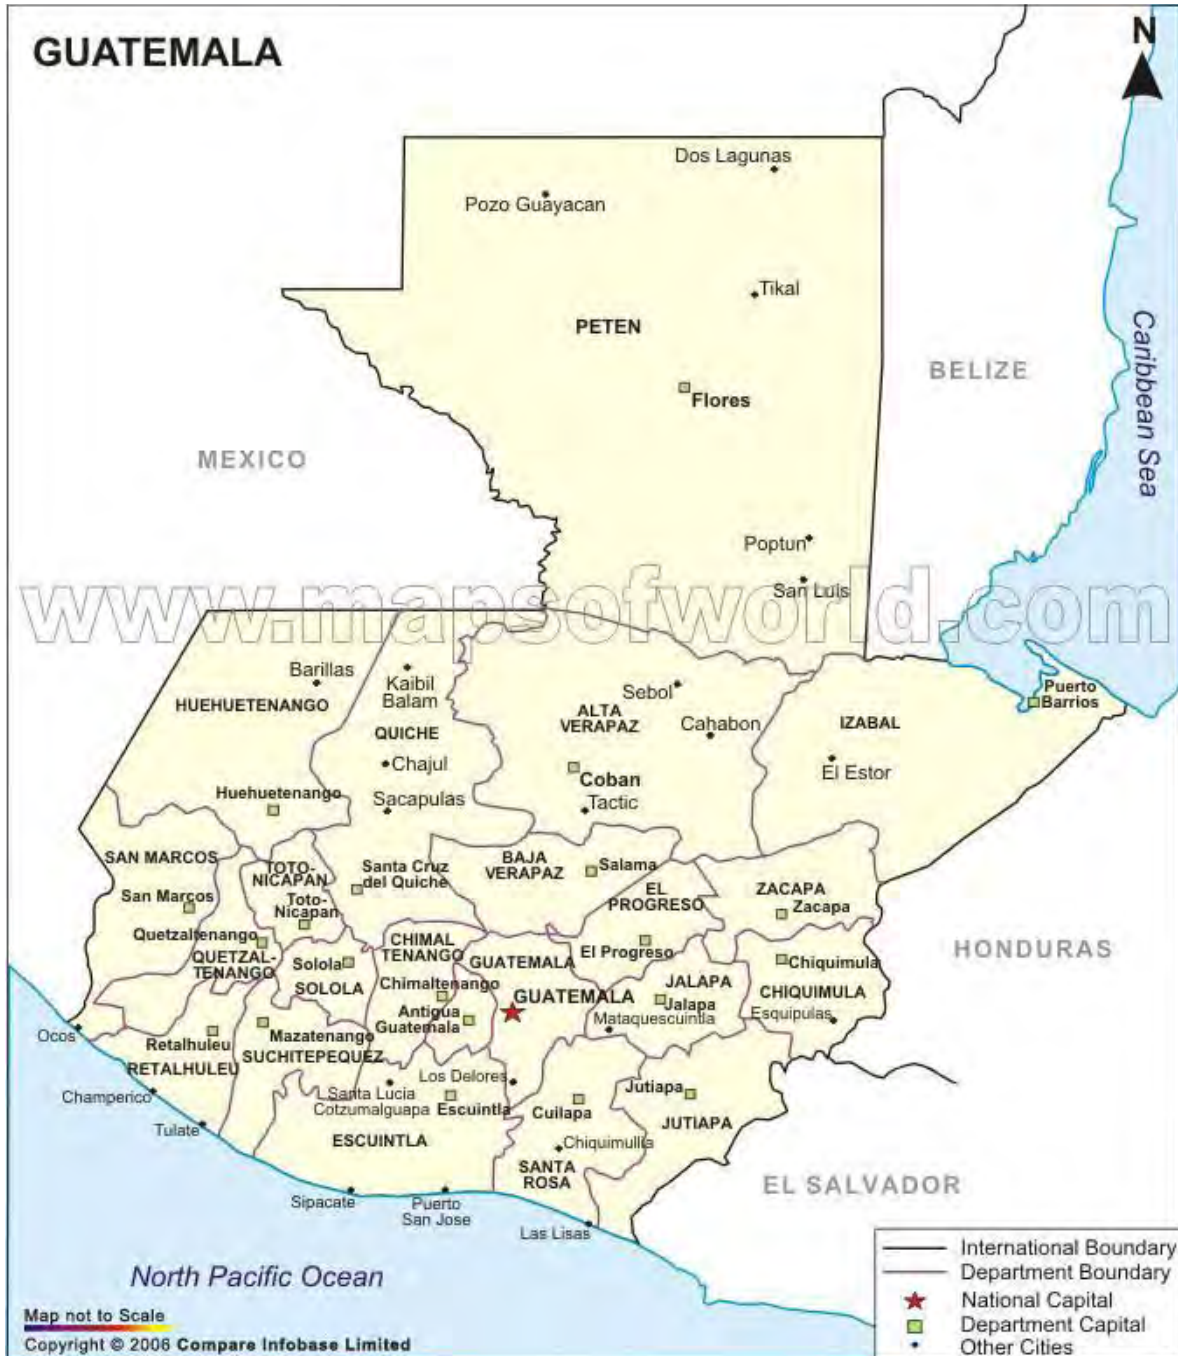 GUATEMALA
N
Dos Lagunas
Pozo Guayacan
Tikal
PETEN
Caribbean Sea
BELIZE
Flores
MEXICO
Poptun
San Luis
www.mapsofworld.com
Barillas
Kaibil
Balam
HUEHUETENANGO
Sebol
ALTA
VERAPAZ
Puerto
Barrios
QUICHE
Cahabon
IZABAL
Chajul
Coban
El Estor
Huehuetenango
Sacapulas
Tactic
SAN MARCOS
TOTO-
NICAPAN
Santa Cruz
del Quiche
BAJA
VERAPAZ
Salama
EL
PROGRESO
ZACAPA
Zacapa
San Marcos
Toto-
Nicapan
Quetzaltenango
QUETZAL-
TENANGO
CHIMAL
TENANGO
El Progreso
HONDURAS
Solola
SOLOLA
GUATEMALA
Chiquimula
Chimaltenango
JALAPA
CHIQUIMULA
GUATEMALA
Jalapa
Antigua
Guatemala
Mataquescuintla
Esquipulas
Ocos
Retalhuleu
Mazatenango
RETALHULEU
SUCHITEPEQUEZ
Champerico
Santa Lucia
Cotzumalguapa
Los Delores
Escuintla
Cuilapa
Jutiapa
JUTIAPA
Tulate
ESCUINTLA
Chiquimullia
SANTA
ROSA
EL SALVADOR
Sipacate
Puerto
San Jose
Las Lisas
North Pacific Ocean
International Boundary
Department Boundary
National Capital
Department Capital
Other Cities
Map not to Scale
Copyright © 2006 Compare Infobase Limited